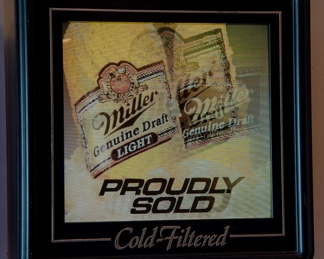 Miller
Genuine Draft
LIGHT
Miller
Genuine Draft
PROUDLY
SOLD
Cold-Filtered